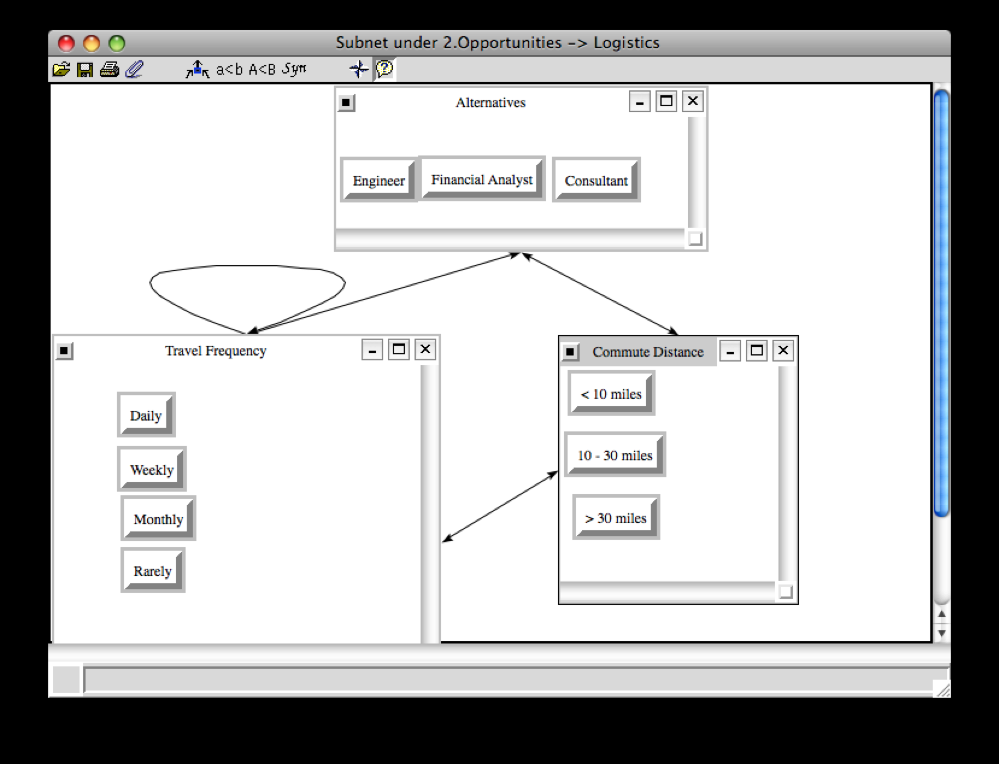 Subnet under 2.Opportunities -> Logistics
a<b A<B Syn
Alternatives
Engineer
Financial Analyst
Consultant
Travel Frequency
Daily
Weekly
Monthly
Rarely
Commute Distance
< 10 miles
10 - 30 miles
> 30 miles